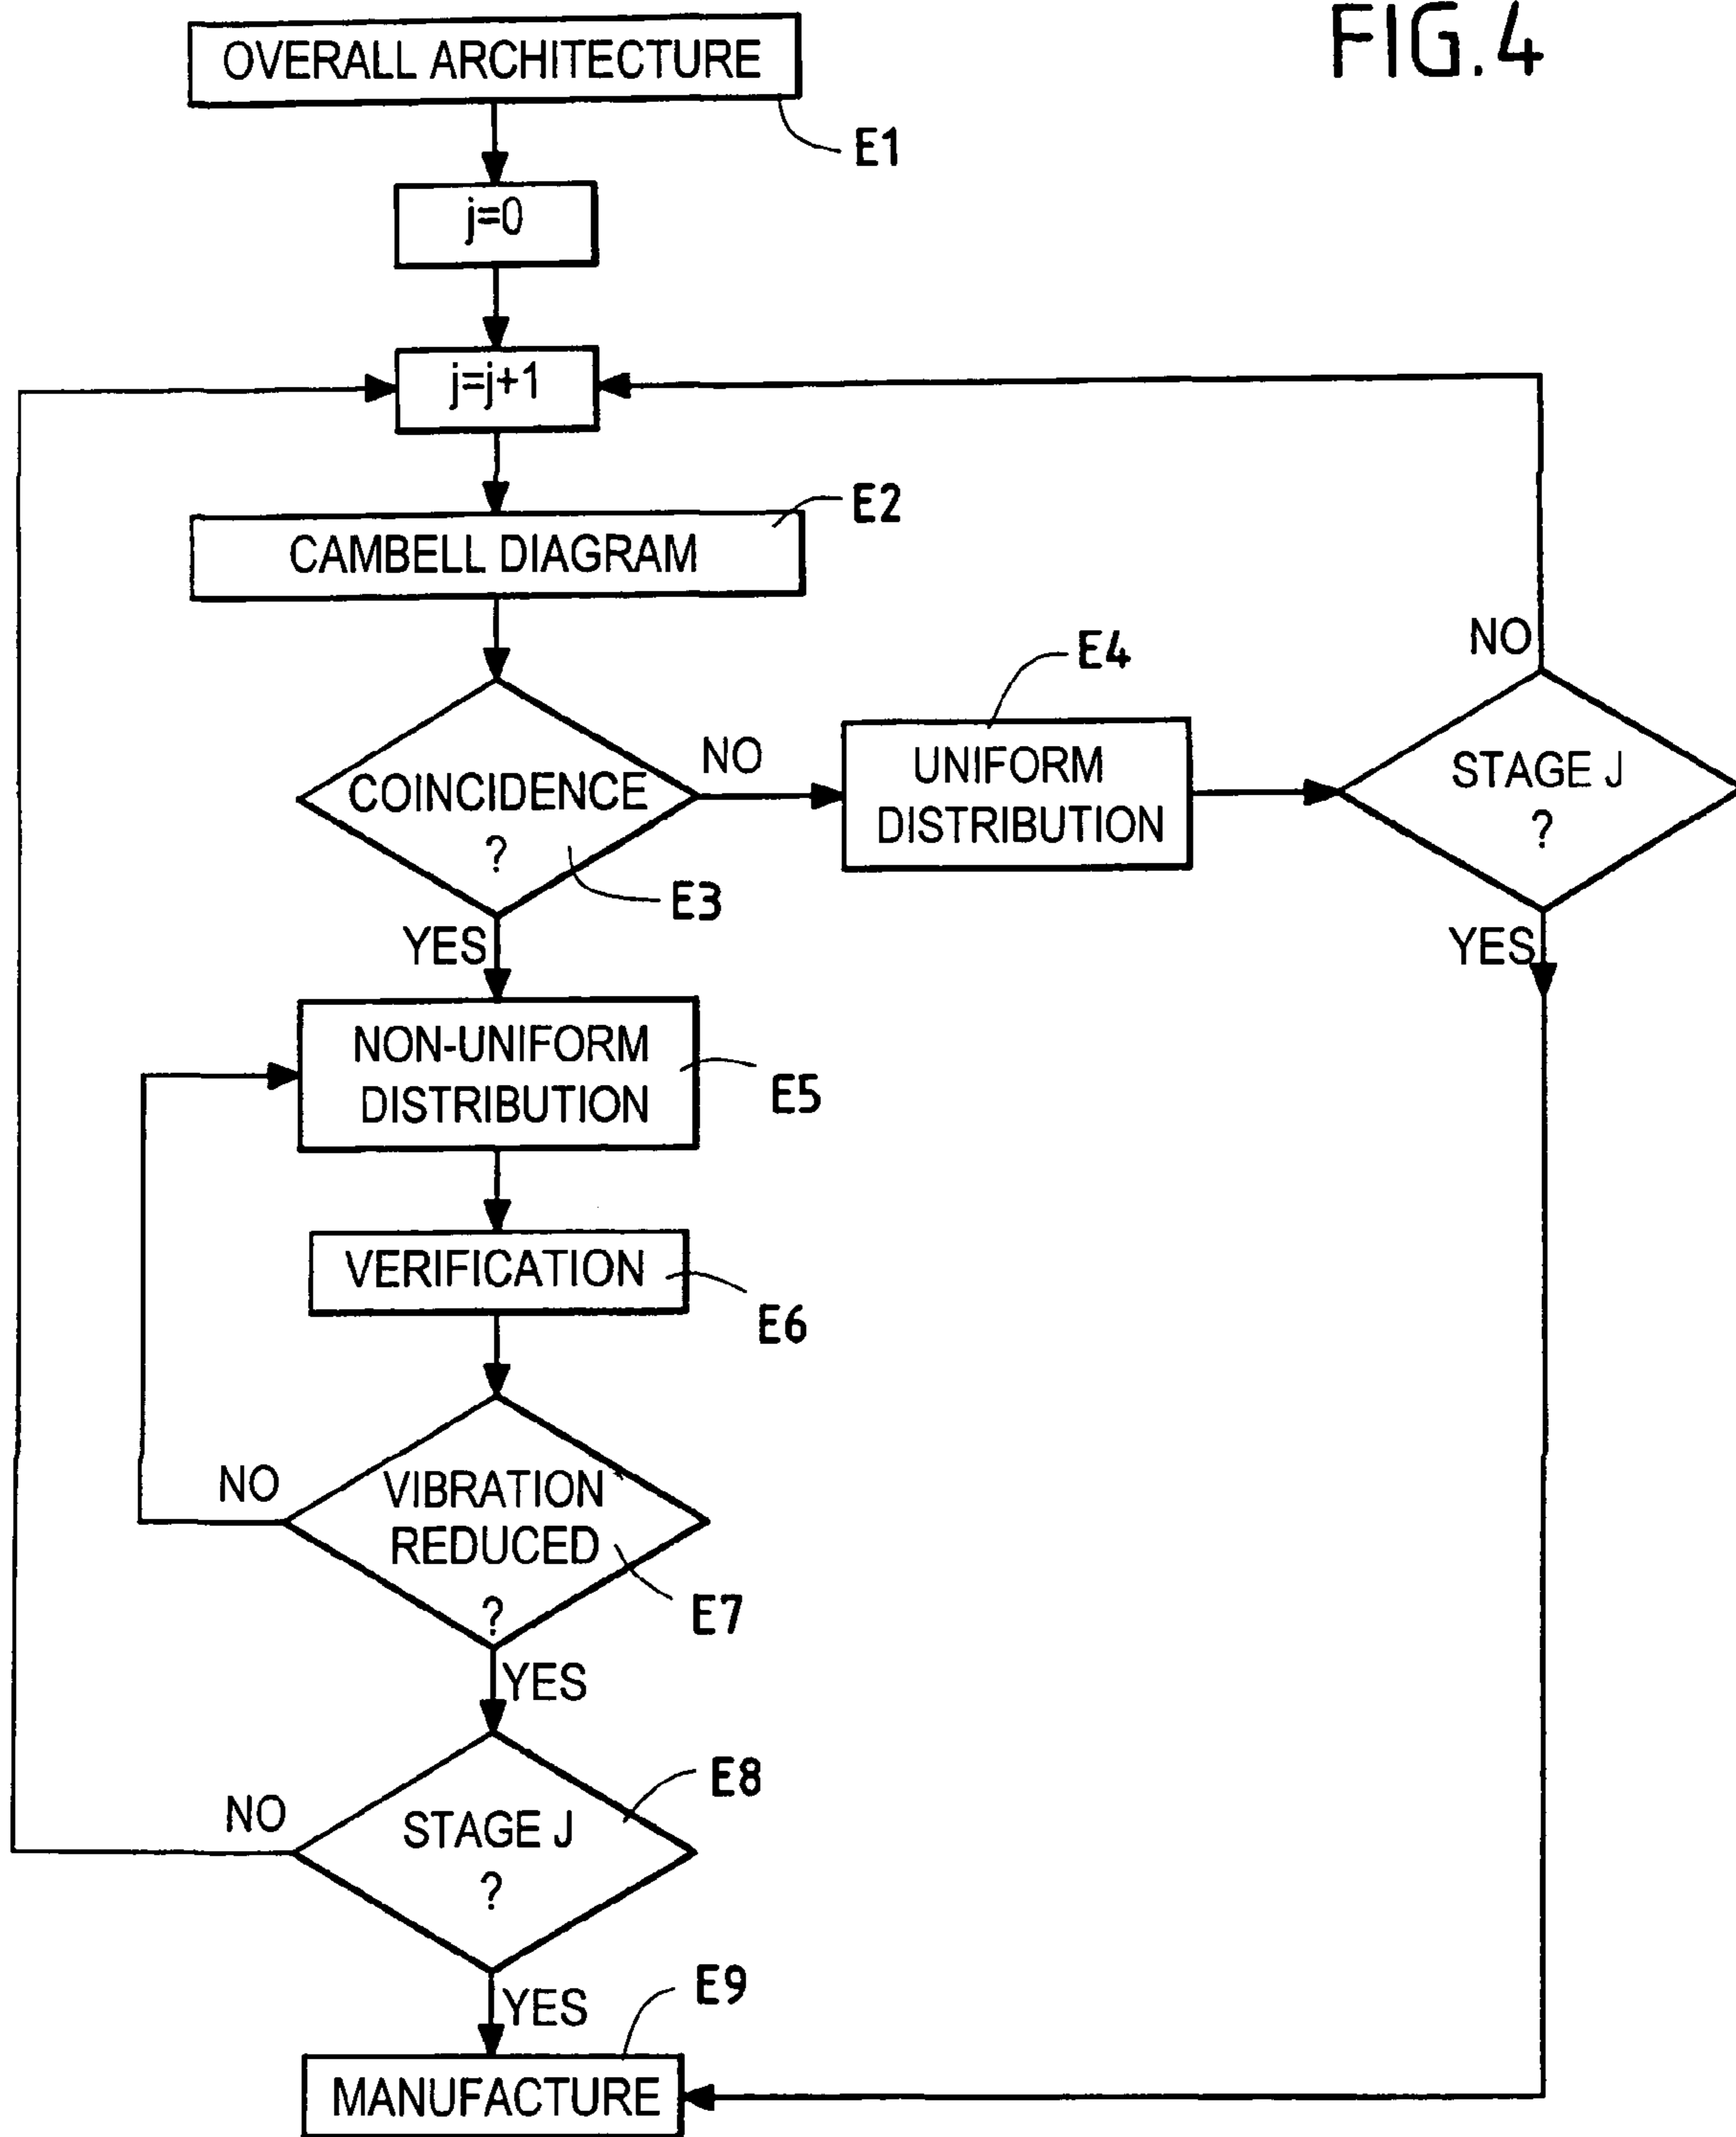 FIG.4
OVERALL ARCHITECTURE
E1
j=0
j=j+1
E2
CAMBELL DIAGRAM
E4
NO
COINCIDENCE
?
NO
UNIFORM
DISTRIBUTION
STAGE J
?
E3
YES
YES
NON-UNIFORM
DISTRIBUTION
E5
VERIFICATION
E6
NO
VIBRATION
REDUCED
?
E7
YES
E8
NO
STAGE J
?
E9
YES
MANUFACTURE